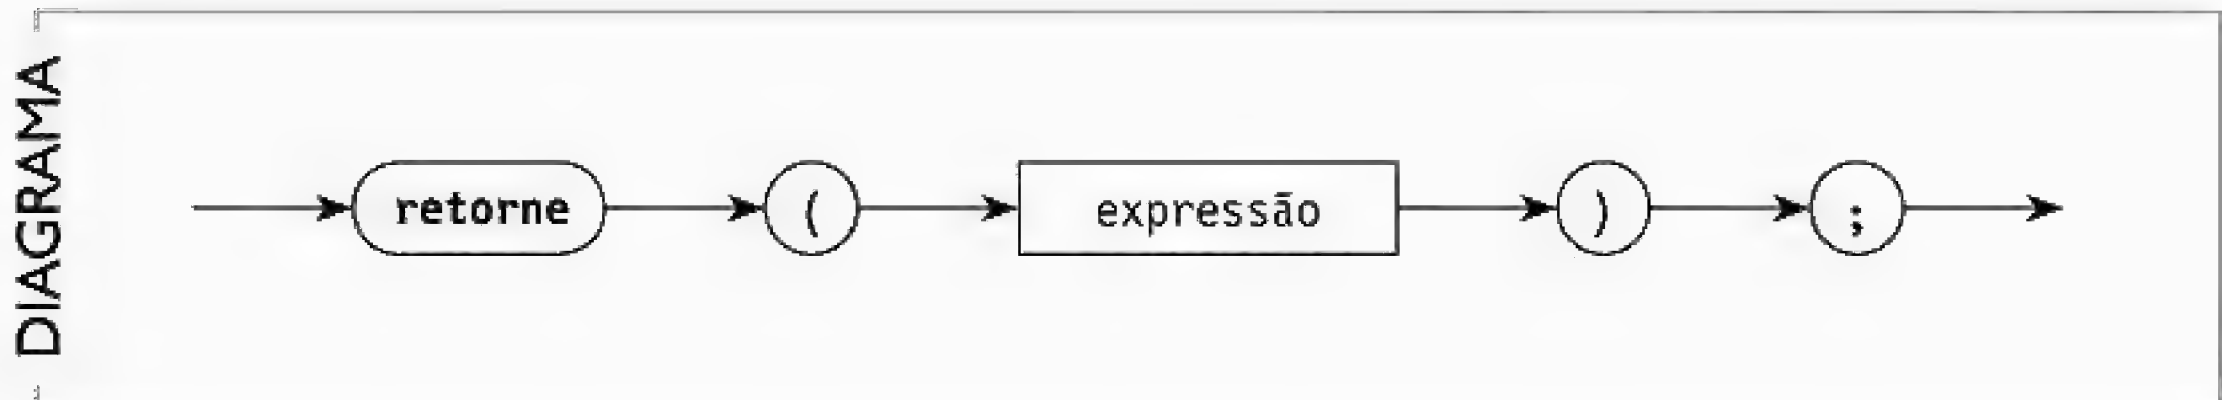 DIAGRAMA
retorne ( expressão ) ;